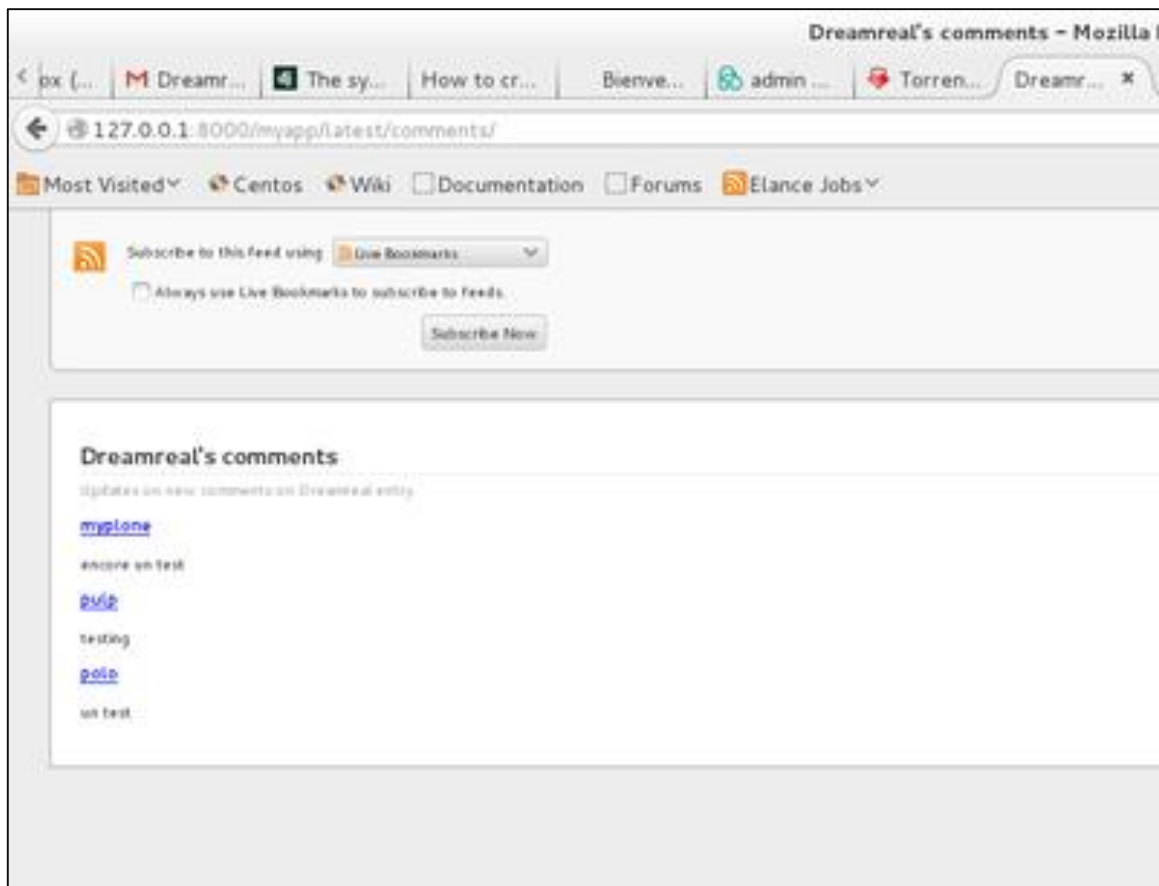 Dreamreal's comments - Mozilla
ox (... Dreamr... The sy... How to cr... Bienve... admin ... Torren... Dreamr...
127.0.0.1:8000/myapp/latest/comments/
Most Visited Centos Wiki Documentation Forums Elance Jobs
Subscribe to this feed using Live Bookmarks
Always use Live Bookmarks to subscribe to feeds.
Subscribe Now
Dreamreal's comments
Updates on new comments on Dreamreal entry.
myplone
encore un test
pulp
testing
polo
un test